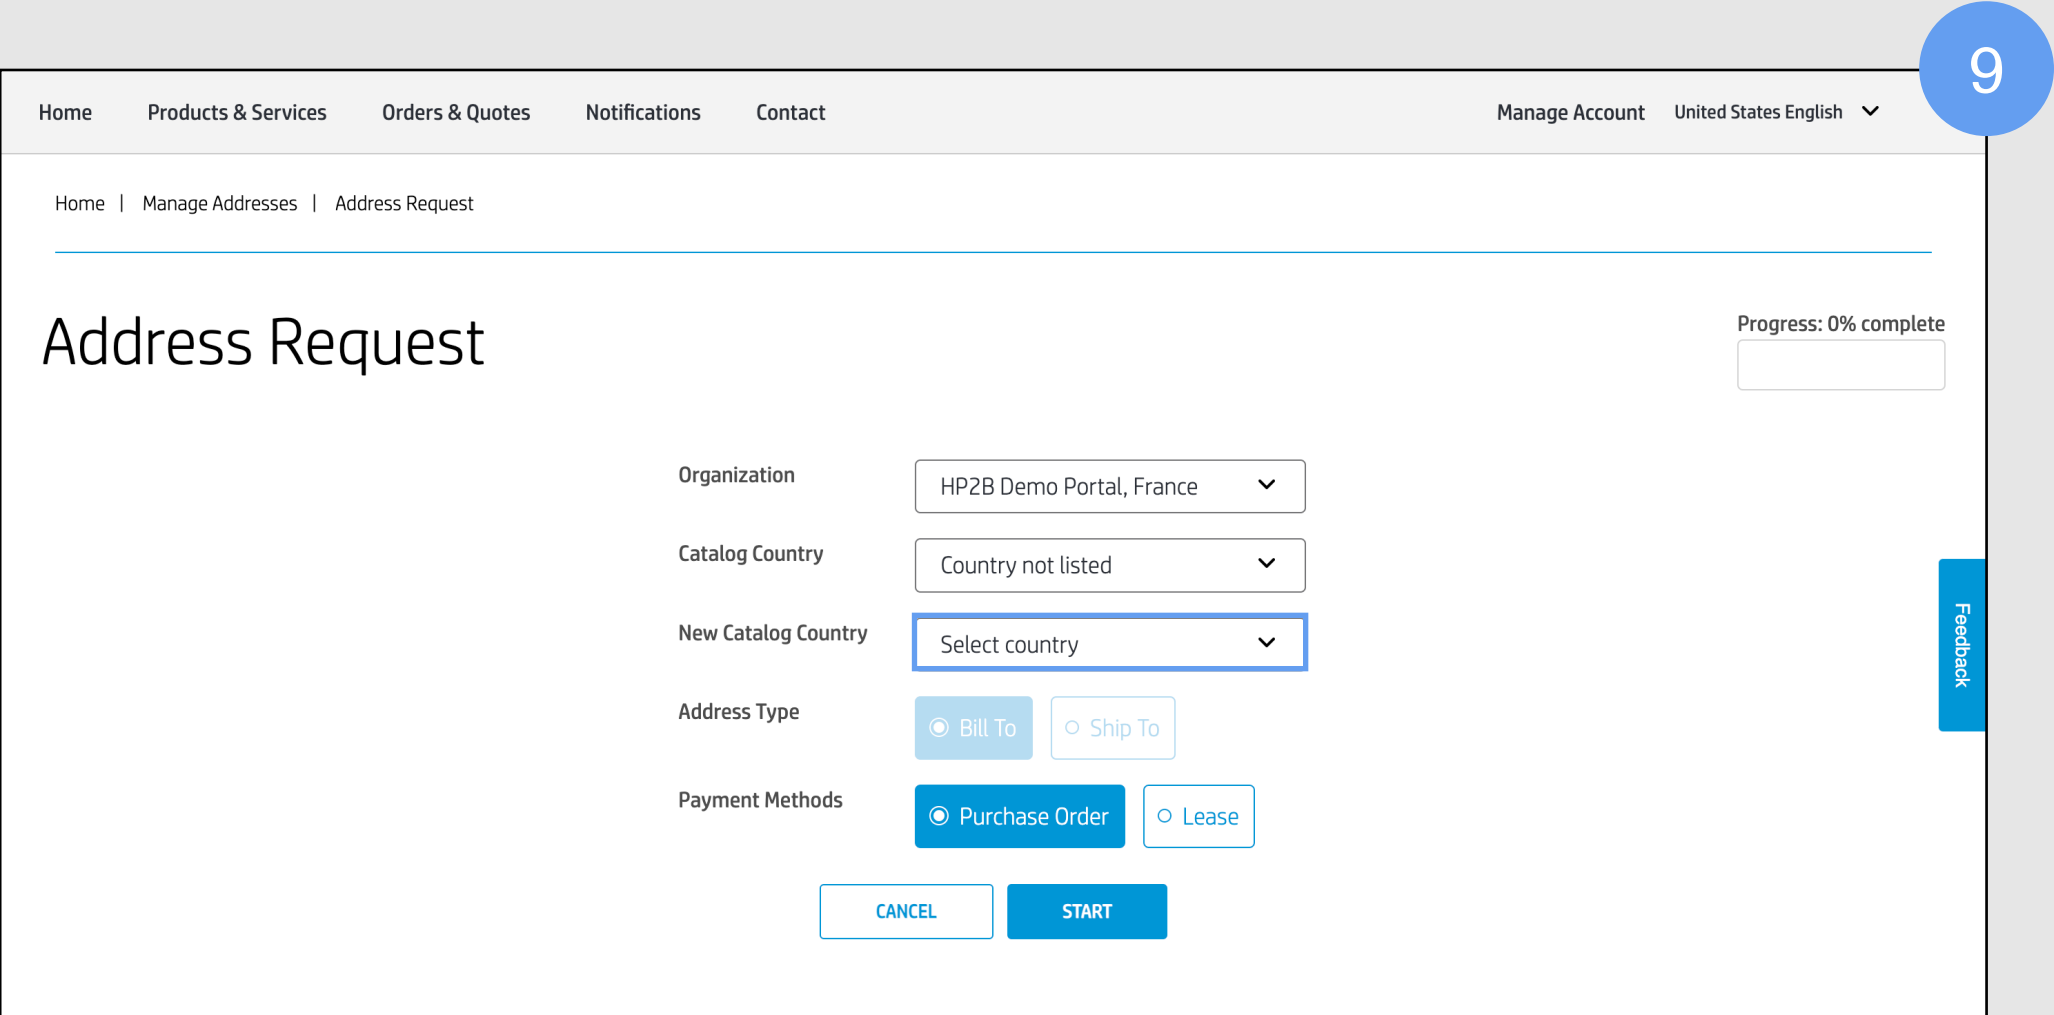 9
Home Products & Services Orders & Quotes Notifications Contact Manage Account United States English
Home | Manage Addresses | Address Request
Address Request
Progress: 0% complete
Organization HP2B Demo Portal, France
Catalog Country Country not listed
New Catalog Country Select country
Address Type Bill To Ship To
Payment Methods Purchase Order Lease
CANCEL START
Feedback